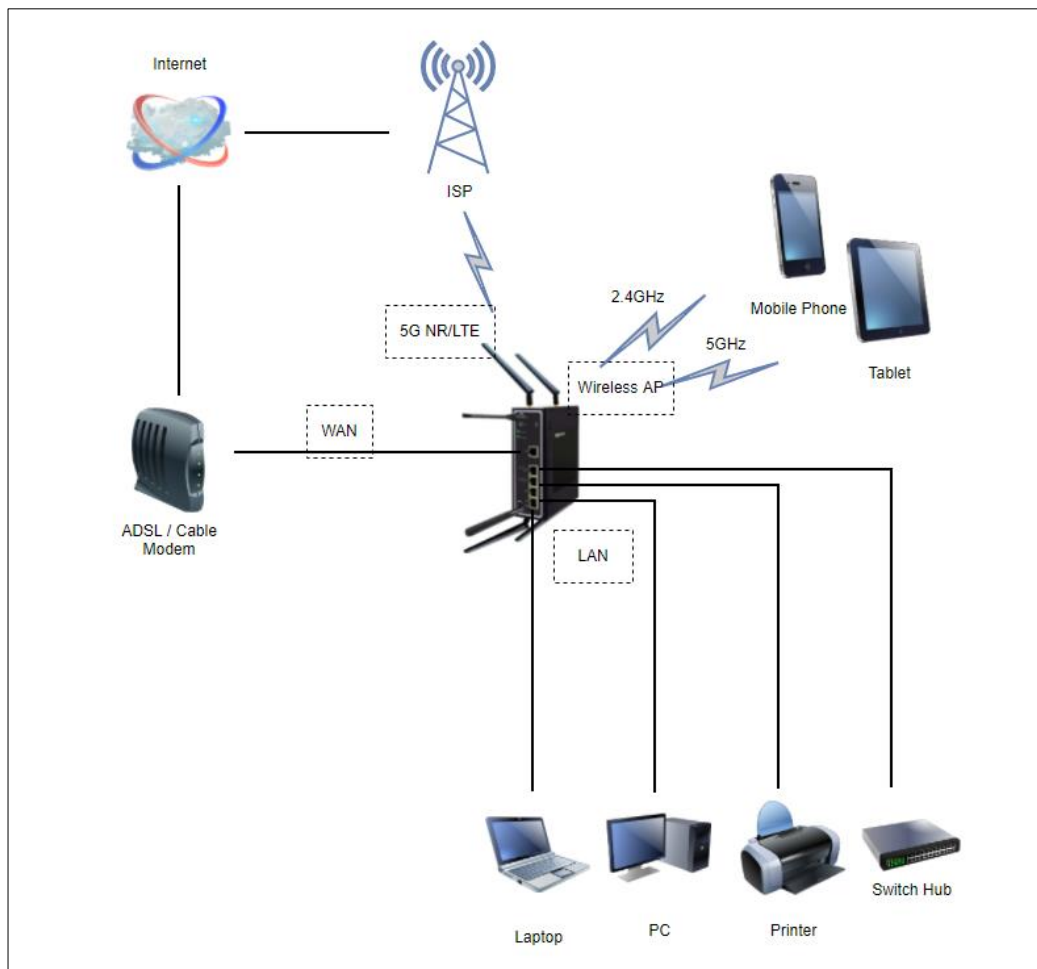 Internet
ISP
5G NR/LTE
2.4GHz
5GHz
Mobile Phone
Tablet
Wireless AP
WAN
ADSL / Cable
Modem
LAN
Laptop
PC
Printer
Switch Hub